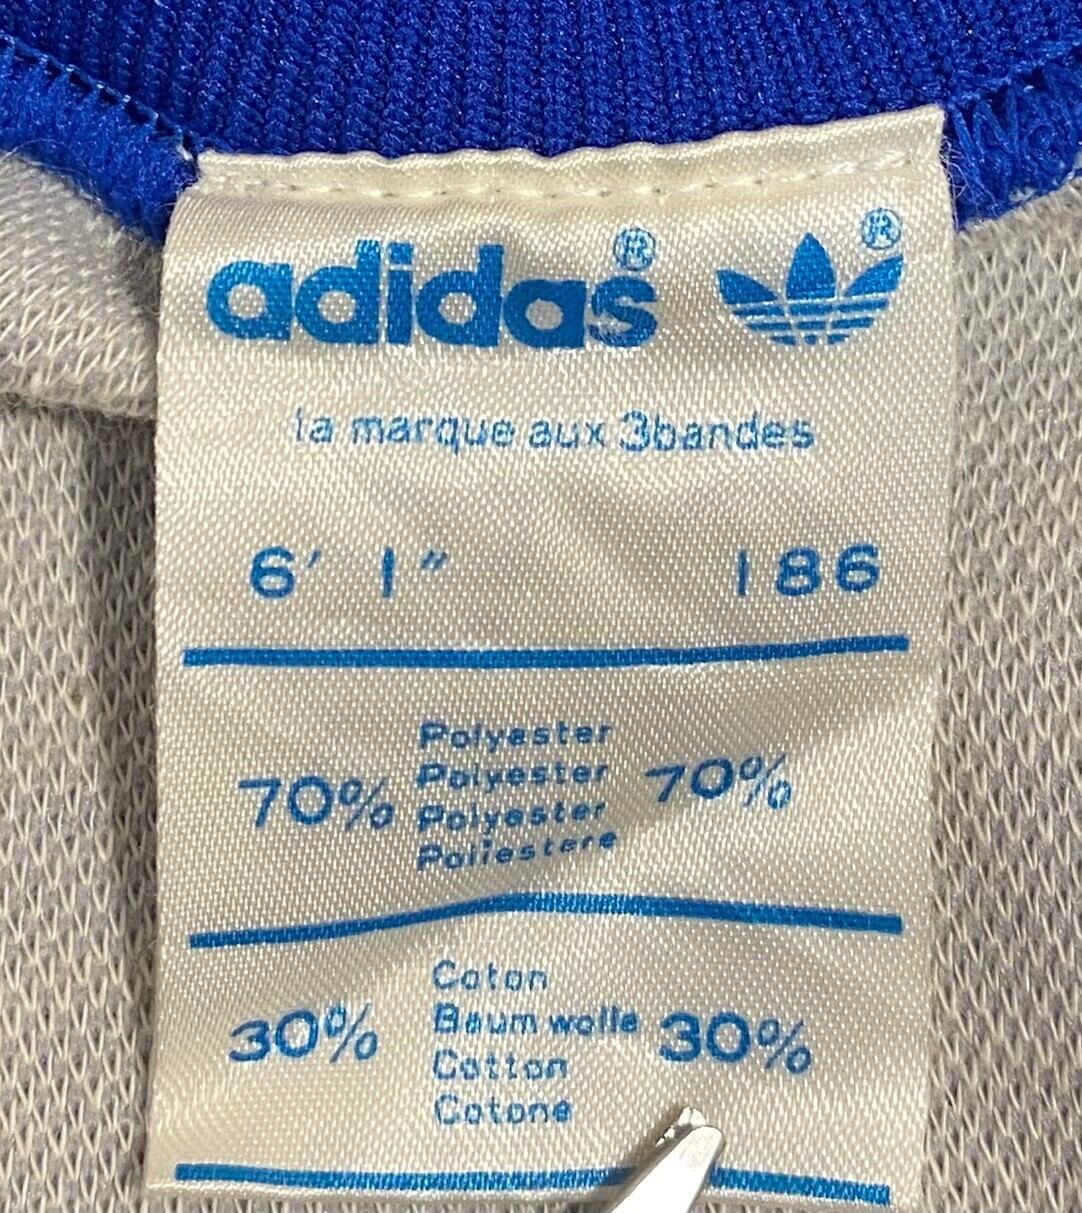 adidas® ®
la marque aux 3bandes
6' 1" 186
Polyester
Polyester
70% 70%
Polyester
Poliestere
Coton
Baumwolle
30% 30%
Cotton
Cotone